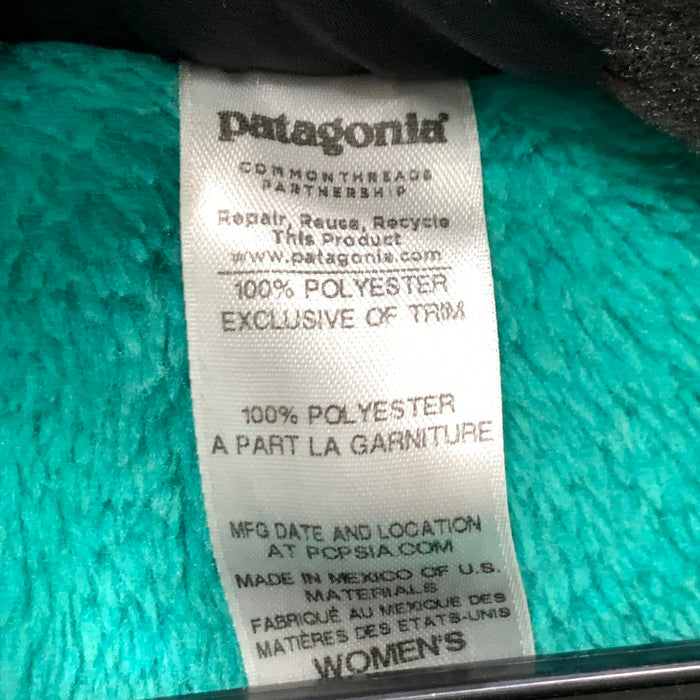 patagonia
COMMONTHREADS
PARTNERSHIP
Repair, Reuse, Recycle
This Product
www.patagonia.com
100% POLYESTER
EXCLUSIVE OF TRIM
100% POLYESTER
A PART LA GARNITURE
MFG DATE AND LOCATION
AT PCPSIA.COM
MADE IN MEXICO OF U.S.
MATERIALS
FABRIQUÉ AU MEXIQUE DES
MATIÈRES DES ETATS-UNIS
WOMEN'S